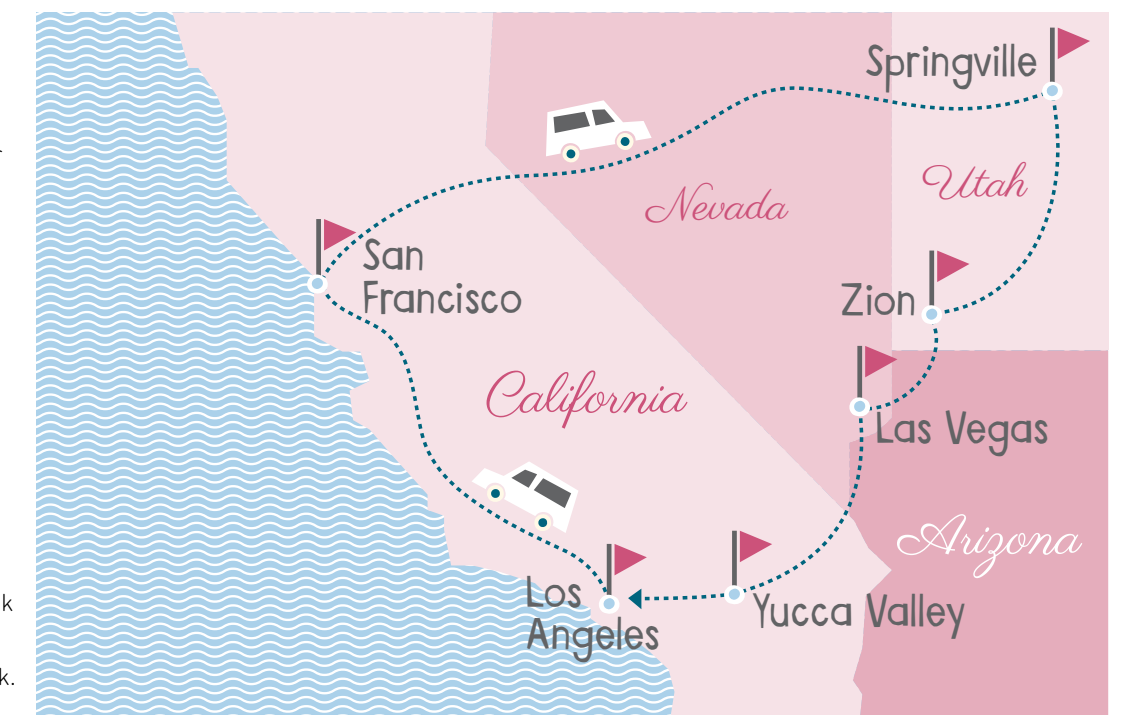 Springville
Utah
Nevada
San
Francisco
Zion
California
Las Vegas
Arizona
Los
Angeles
Yucca Valley
k
k.